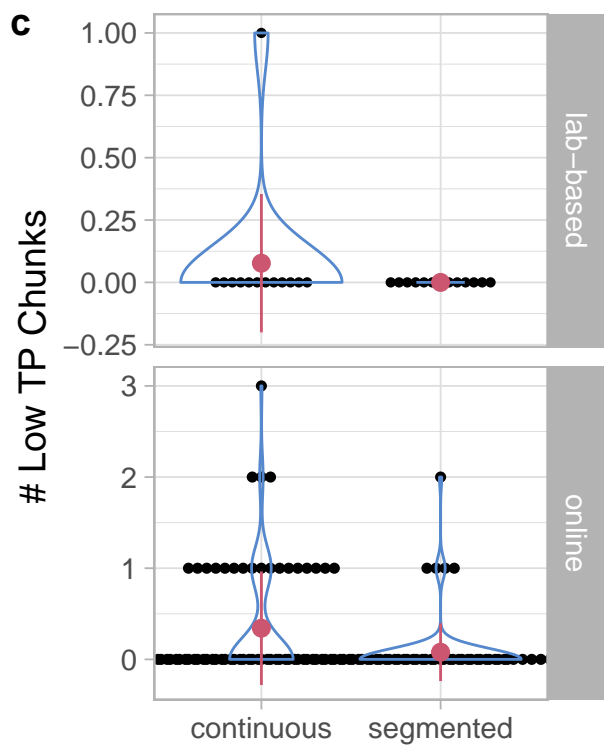 c
# Low TP Chunks
1.00
0.75
0.50
0.25
0.00
−0.25
lab−based
3
2
1
0
online
continuous
segmented